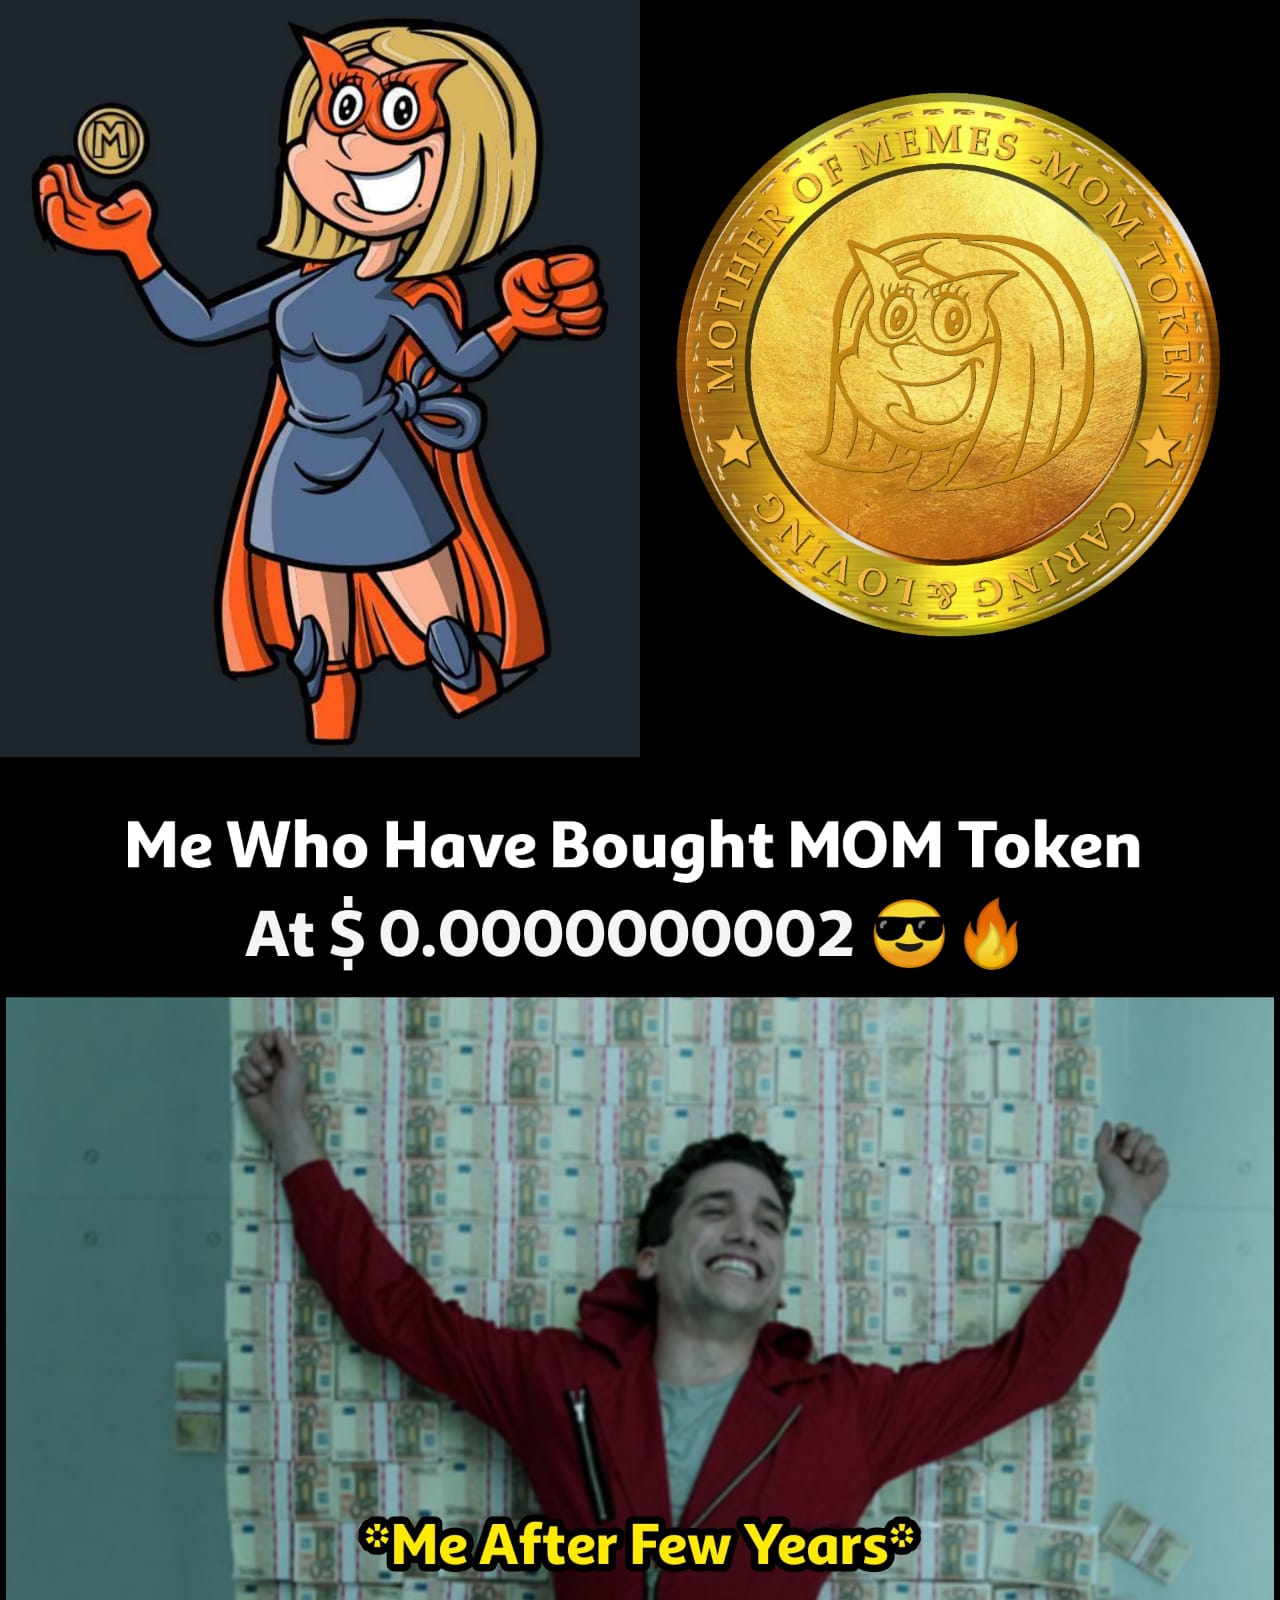 M
MOTHER OF MEMES -MOM TOKEN
CARING & LOVING
Me Who Have Bought MOM Token
At $ 0.0000000002 😎🔥
*Me After Few Years*